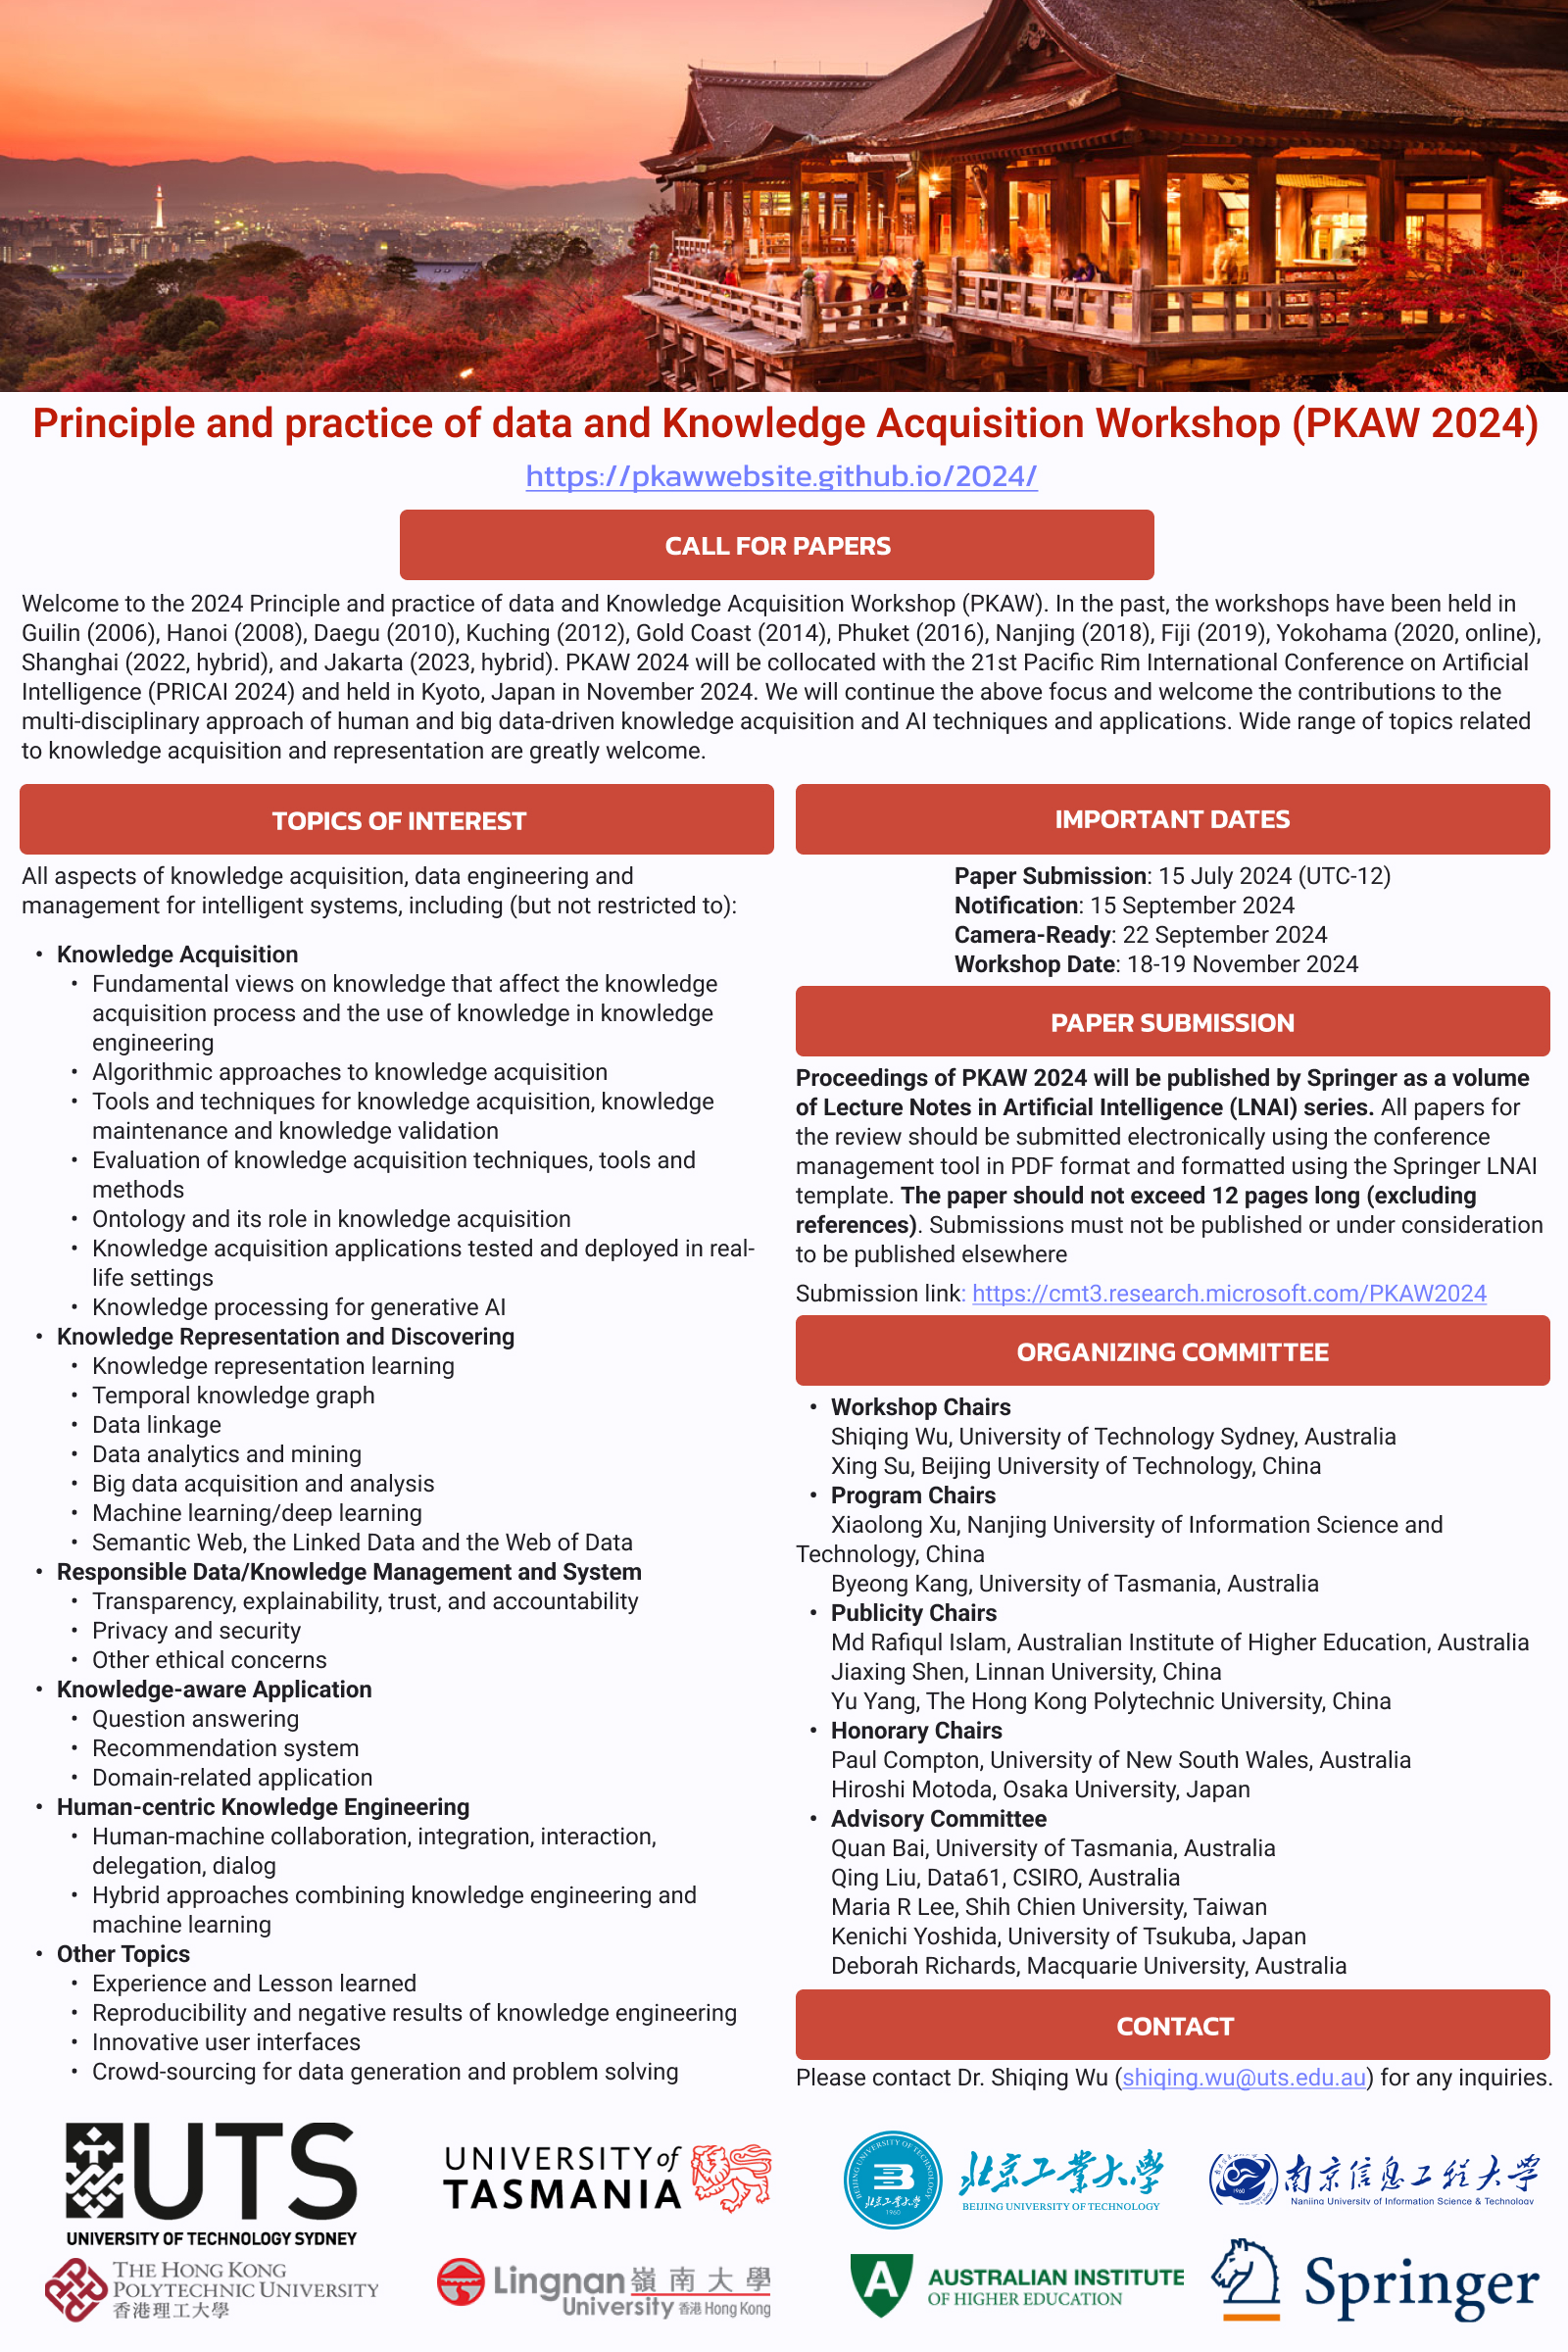 Principle and practice of data and Knowledge Acquisition Workshop (PKAW 2024)
https://pkawwebsite.github.io/2024/
CALL FOR PAPERS
Welcome to the 2024 Principle and practice of data and Knowledge Acquisition Workshop (PKAW). In the past, the workshops have been held in
Guilin (2006), Hanoi (2008), Daegu (2010), Kuching (2012), Gold Coast (2014), Phuket (2016), Nanjing (2018), Fiji (2019), Yokohama (2020, online),
Shanghai (2022, hybrid), and Jakarta (2023, hybrid). PKAW 2024 will be collocated with the 21st Pacific Rim International Conference on Artificial
Intelligence (PRICAI 2024) and held in Kyoto, Japan in November 2024. We will continue the above focus and welcome the contributions to the
multi-disciplinary approach of human and big data-driven knowledge acquisition and AI techniques and applications. Wide range of topics related
to knowledge acquisition and representation are greatly welcome.
TOPICS OF INTEREST
All aspects of knowledge acquisition, data engineering and
management for intelligent systems, including (but not restricted to):
• Knowledge Acquisition
• Fundamental views on knowledge that affect the knowledge
acquisition process and the use of knowledge in knowledge
engineering
• Algorithmic approaches to knowledge acquisition
• Tools and techniques for knowledge acquisition, knowledge
maintenance and knowledge validation
• Evaluation of knowledge acquisition techniques, tools and
methods
• Ontology and its role in knowledge acquisition
• Knowledge acquisition applications tested and deployed in real-
life settings
• Knowledge processing for generative AI
• Knowledge Representation and Discovering
• Knowledge representation learning
• Temporal knowledge graph
• Data linkage
• Data analytics and mining
• Big data acquisition and analysis
• Machine learning/deep learning
• Semantic Web, the Linked Data and the Web of Data
• Responsible Data/Knowledge Management and System
• Transparency, explainability, trust, and accountability
• Privacy and security
• Other ethical concerns
• Knowledge-aware Application
• Question answering
• Recommendation system
• Domain-related application
• Human-centric Knowledge Engineering
• Human-machine collaboration, integration, interaction,
delegation, dialog
• Hybrid approaches combining knowledge engineering and
machine learning
• Other Topics
• Experience and Lesson learned
• Reproducibility and negative results of knowledge engineering
• Innovative user interfaces
• Crowd-sourcing for data generation and problem solving
IMPORTANT DATES
Paper Submission: 15 July 2024 (UTC-12)
Notification: 15 September 2024
Camera-Ready: 22 September 2024
Workshop Date: 18-19 November 2024
PAPER SUBMISSION
Proceedings of PKAW 2024 will be published by Springer as a volume
of Lecture Notes in Artificial Intelligence (LNAI) series. All papers for
the review should be submitted electronically using the conference
management tool in PDF format and formatted using the Springer LNAI
template. The paper should not exceed 12 pages long (excluding
references). Submissions must not be published or under consideration
to be published elsewhere
Submission link: https://cmt3.research.microsoft.com/PKAW2024
ORGANIZING COMMITTEE
• Workshop Chairs
Shiqing Wu, University of Technology Sydney, Australia
Xing Su, Beijing University of Technology, China
• Program Chairs
Xiaolong Xu, Nanjing University of Information Science and
Technology, China
Byeong Kang, University of Tasmania, Australia
• Publicity Chairs
Md Rafiqul Islam, Australian Institute of Higher Education, Australia
Jiaxing Shen, Linnan University, China
Yu Yang, The Hong Kong Polytechnic University, China
• Honorary Chairs
Paul Compton, University of New South Wales, Australia
Hiroshi Motoda, Osaka University, Japan
• Advisory Committee
Quan Bai, University of Tasmania, Australia
Qing Liu, Data61, CSIRO, Australia
Maria R Lee, Shih Chien University, Taiwan
Kenichi Yoshida, University of Tsukuba, Japan
Deborah Richards, Macquarie University, Australia
CONTACT
Please contact Dr. Shiqing Wu (shiqing.wu@uts.edu.au) for any inquiries.
UTS
UNIVERSITY OF TECHNOLOGY SYDNEY
UNIVERSITY of
TASMANIA
BEIJING UNIVERSITY OF TECHNOLOGY
北京工业大学
1960
北京工业大学
BEIJING UNIVERSITY OF TECHNOLOGY
1960
南京信息工程大学
Nanjing University of Information Science & Technology
THE HONG KONG
POLYTECHNIC UNIVERSITY
香港理工大學
Lingnan 嶺南大學
University 香港 Hong Kong
A
AUSTRALIAN INSTITUTE
OF HIGHER EDUCATION
Springer